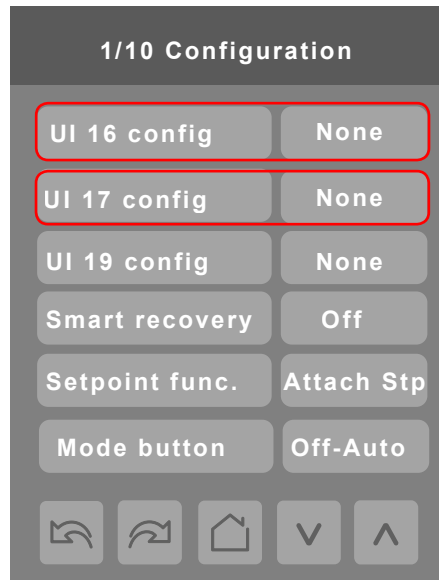 1/10 Configuration
UI 16 config None
UI 17 config None
UI 19 config None
Smart recovery Off
Setpoint func. Attach Stp
Mode button Off-Auto